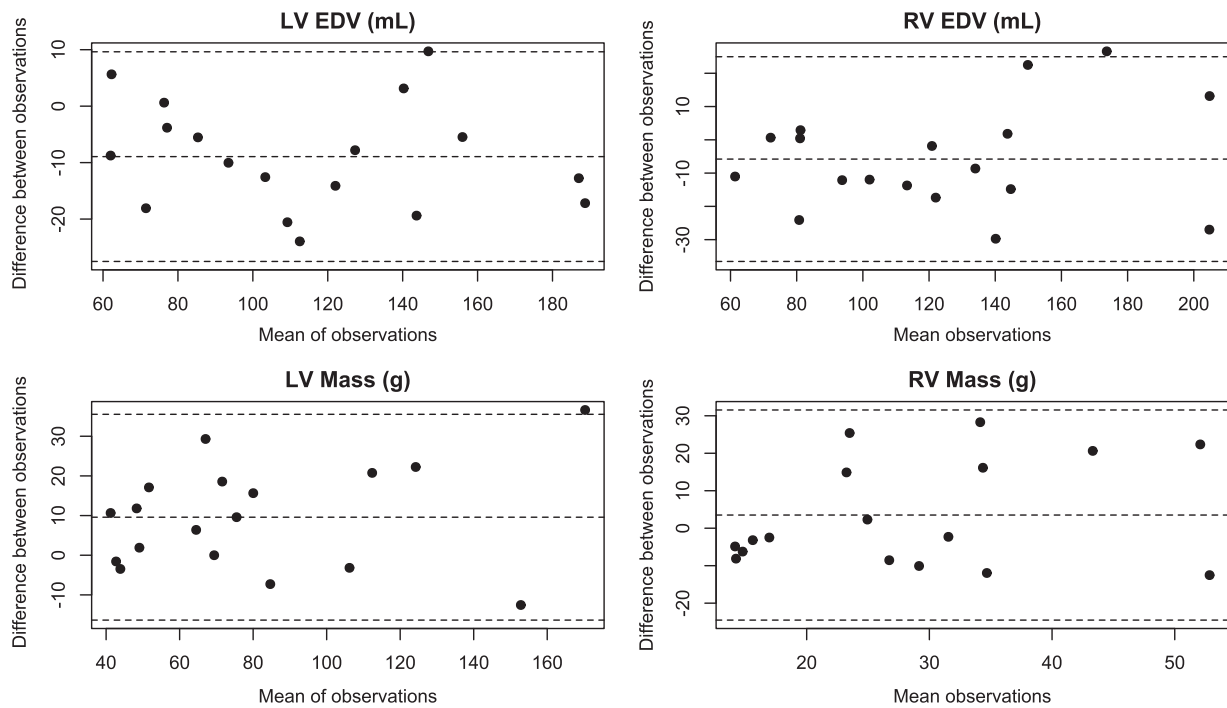 LV EDV (mL)
Difference between observations
10
0
-10
-20
60 80 100 120 140 160 180
Mean of observations
RV EDV (mL)
Difference between observations
10
-10
-30
60 80 100 120 140 160 180 200
Mean observations
LV Mass (g)
Difference between observations
30
20
10
0
-10
40 60 80 100 120 140 160
Mean of observations
RV Mass (g)
Difference between observations
30
20
10
0
-20
20 30 40 50
Mean observations